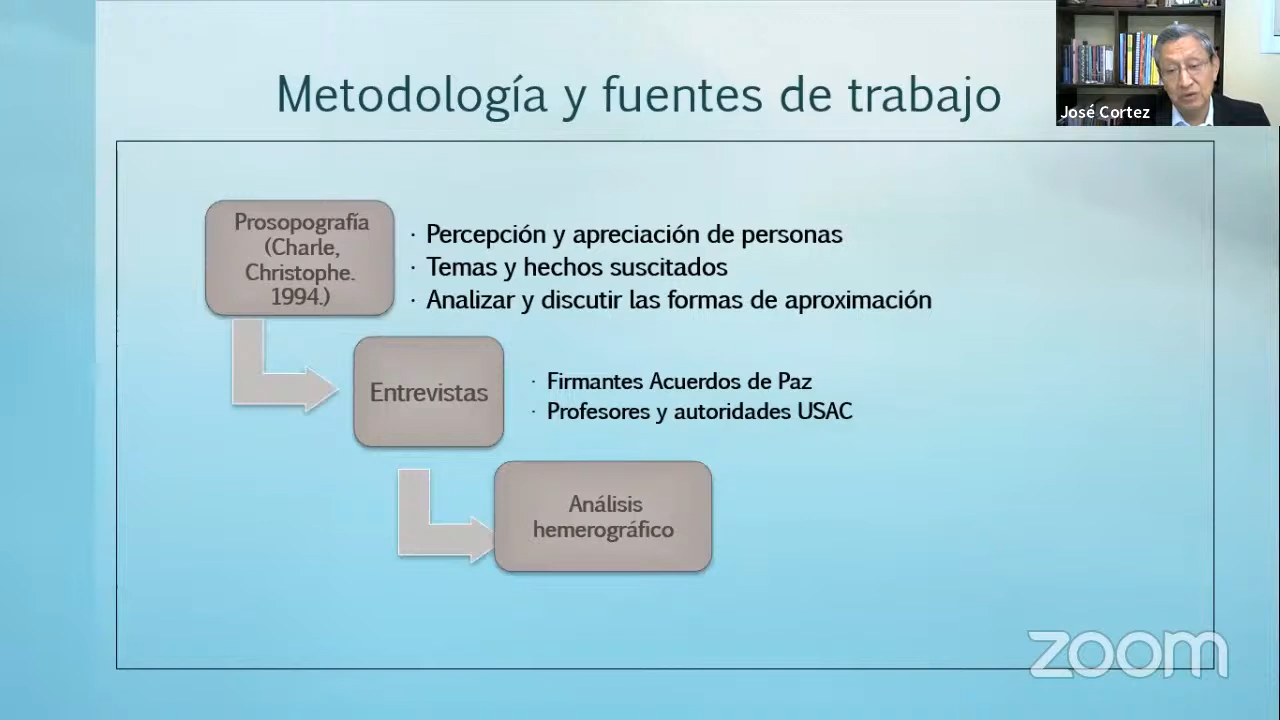 Metodología y fuentes de trabajo
José Cortez
Prosopografía
(Charle,
Christophe.
1994.)
· Percepción y apreciación de personas
· Temas y hechos suscitados
· Analizar y discutir las formas de aproximación
Entrevistas
· Firmantes Acuerdos de Paz
· Profesores y autoridades USAC
Análisis
hemerográfico
zoom